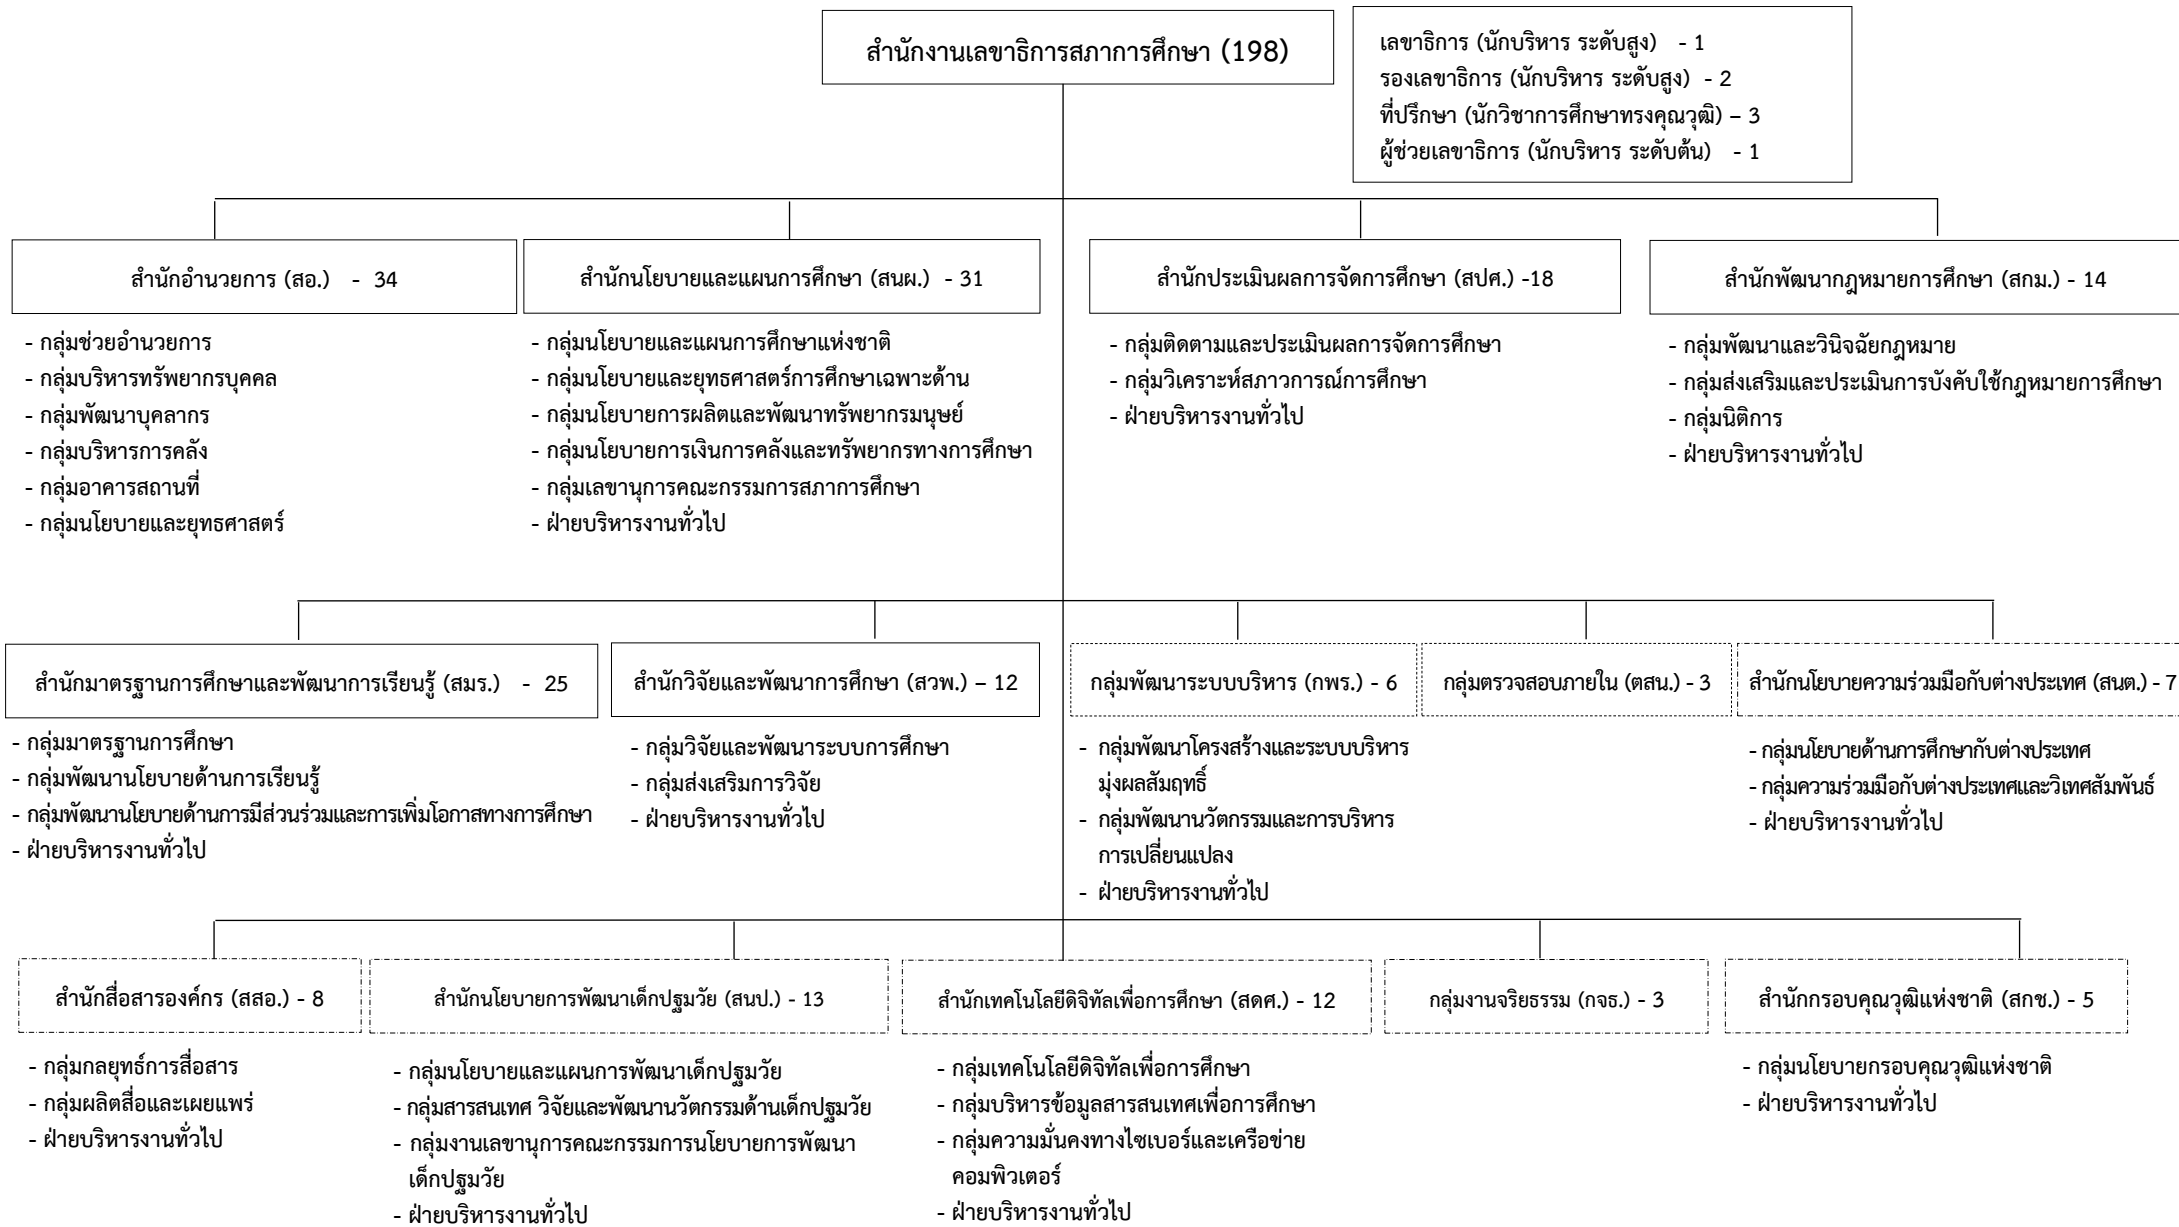 สำนักงานเลขาธิการสภาการศึกษา (198)
เลขาธิการ (นักบริหาร ระดับสูง) - 1
รองเลขาธิการ (นักบริหาร ระดับสูง) - 2
ที่ปรึกษา (นักวิชาการศึกษาทรงคุณวุฒิ) – 3
ผู้ช่วยเลขาธิการ (นักบริหาร ระดับต้น) - 1
สำนักอำนวยการ (สอ.) - 34
- กลุ่มช่วยอำนวยการ
- กลุ่มบริหารทรัพยากรบุคคล
- กลุ่มพัฒนาบุคลากร
- กลุ่มบริหารการคลัง
- กลุ่มอาคารสถานที่
- กลุ่มนโยบายและยุทธศาสตร์
สำนักนโยบายและแผนการศึกษา (สนผ.) - 31
- กลุ่มนโยบายและแผนการศึกษาแห่งชาติ
- กลุ่มนโยบายและยุทธศาสตร์การศึกษาเฉพาะด้าน
- กลุ่มนโยบายการผลิตและพัฒนาทรัพยากรมนุษย์
- กลุ่มนโยบายการเงินการคลังและทรัพยากรทางการศึกษา
- กลุ่มเลขานุการคณะกรรมการสภาการศึกษา
- ฝ่ายบริหารงานทั่วไป
สำนักประเมินผลการจัดการศึกษา (สปศ.) -18
- กลุ่มติดตามและประเมินผลการจัดการศึกษา
- กลุ่มวิเคราะห์สภาวการณ์การศึกษา
- ฝ่ายบริหารงานทั่วไป
สำนักพัฒนากฎหมายการศึกษา (สกม.) - 14
- กลุ่มพัฒนาและวินิจฉัยกฎหมาย
- กลุ่มส่งเสริมและประเมินการบังคับใช้กฎหมายการศึกษา
- กลุ่มนิติการ
- ฝ่ายบริหารงานทั่วไป
สำนักมาตรฐานการศึกษาและพัฒนาการเรียนรู้ (สมร.) - 25
- กลุ่มมาตรฐานการศึกษา
- กลุ่มพัฒนานโยบายด้านการเรียนรู้
- กลุ่มพัฒนานโยบายด้านการมีส่วนร่วมและการเพิ่มโอกาสทางการศึกษา
- ฝ่ายบริหารงานทั่วไป
สำนักวิจัยและพัฒนาการศึกษา (สวพ.) – 12
- กลุ่มวิจัยและพัฒนาระบบการศึกษา
- กลุ่มส่งเสริมการวิจัย
- ฝ่ายบริหารงานทั่วไป
กลุ่มพัฒนาระบบบริหาร (กพร.) - 6
- กลุ่มพัฒนาโครงสร้างและระบบบริหาร
มุ่งผลสัมฤทธิ์
- กลุ่มพัฒนานวัตกรรมและการบริหาร
การเปลี่ยนแปลง
- ฝ่ายบริหารงานทั่วไป
กลุ่มตรวจสอบภายใน (ตสน.) - 3
สำนักนโยบายความร่วมมือกับต่างประเทศ (สนต.) - 7
- กลุ่มนโยบายด้านการศึกษากับต่างประเทศ
- กลุ่มความร่วมมือกับต่างประเทศและวิเทศสัมพันธ์
- ฝ่ายบริหารงานทั่วไป
สำนักสื่อสารองค์กร (สสอ.) - 8
- กลุ่มกลยุทธ์การสื่อสาร
- กลุ่มผลิตสื่อและเผยแพร่
- ฝ่ายบริหารงานทั่วไป
สำนักนโยบายการพัฒนาเด็กปฐมวัย (สนป.) - 13
- กลุ่มนโยบายและแผนการพัฒนาเด็กปฐมวัย
- กลุ่มสารสนเทศ วิจัยและพัฒนานวัตกรรมด้านเด็กปฐมวัย
- กลุ่มงานเลขานุการคณะกรรมการนโยบายการพัฒนา
เด็กปฐมวัย
- ฝ่ายบริหารงานทั่วไป
สำนักเทคโนโลยีดิจิทัลเพื่อการศึกษา (สดศ.) - 12
- กลุ่มเทคโนโลยีดิจิทัลเพื่อการศึกษา
- กลุ่มบริหารข้อมูลสารสนเทศเพื่อการศึกษา
- กลุ่มความมั่นคงทางไซเบอร์และเครือข่าย
คอมพิวเตอร์
- ฝ่ายบริหารงานทั่วไป
กลุ่มงานจริยธรรม (กจธ.) - 3
สำนักกรอบคุณวุฒิแห่งชาติ (สกช.) - 5
- กลุ่มนโยบายกรอบคุณวุฒิแห่งชาติ
- ฝ่ายบริหารงานทั่วไป